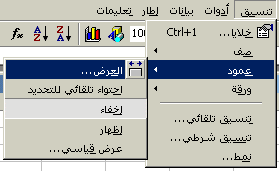 تنسيق أدوات بيانات إطار تعليمات
خلايا... Ctrl+1
صف
عمود
ورقة
تنسيق تلقائي...
تنسيق شرطي...
نمط...
العرض...
احتواء تلقائي للتحديد
إخفاء
إظهار
عرض قياسي...
100